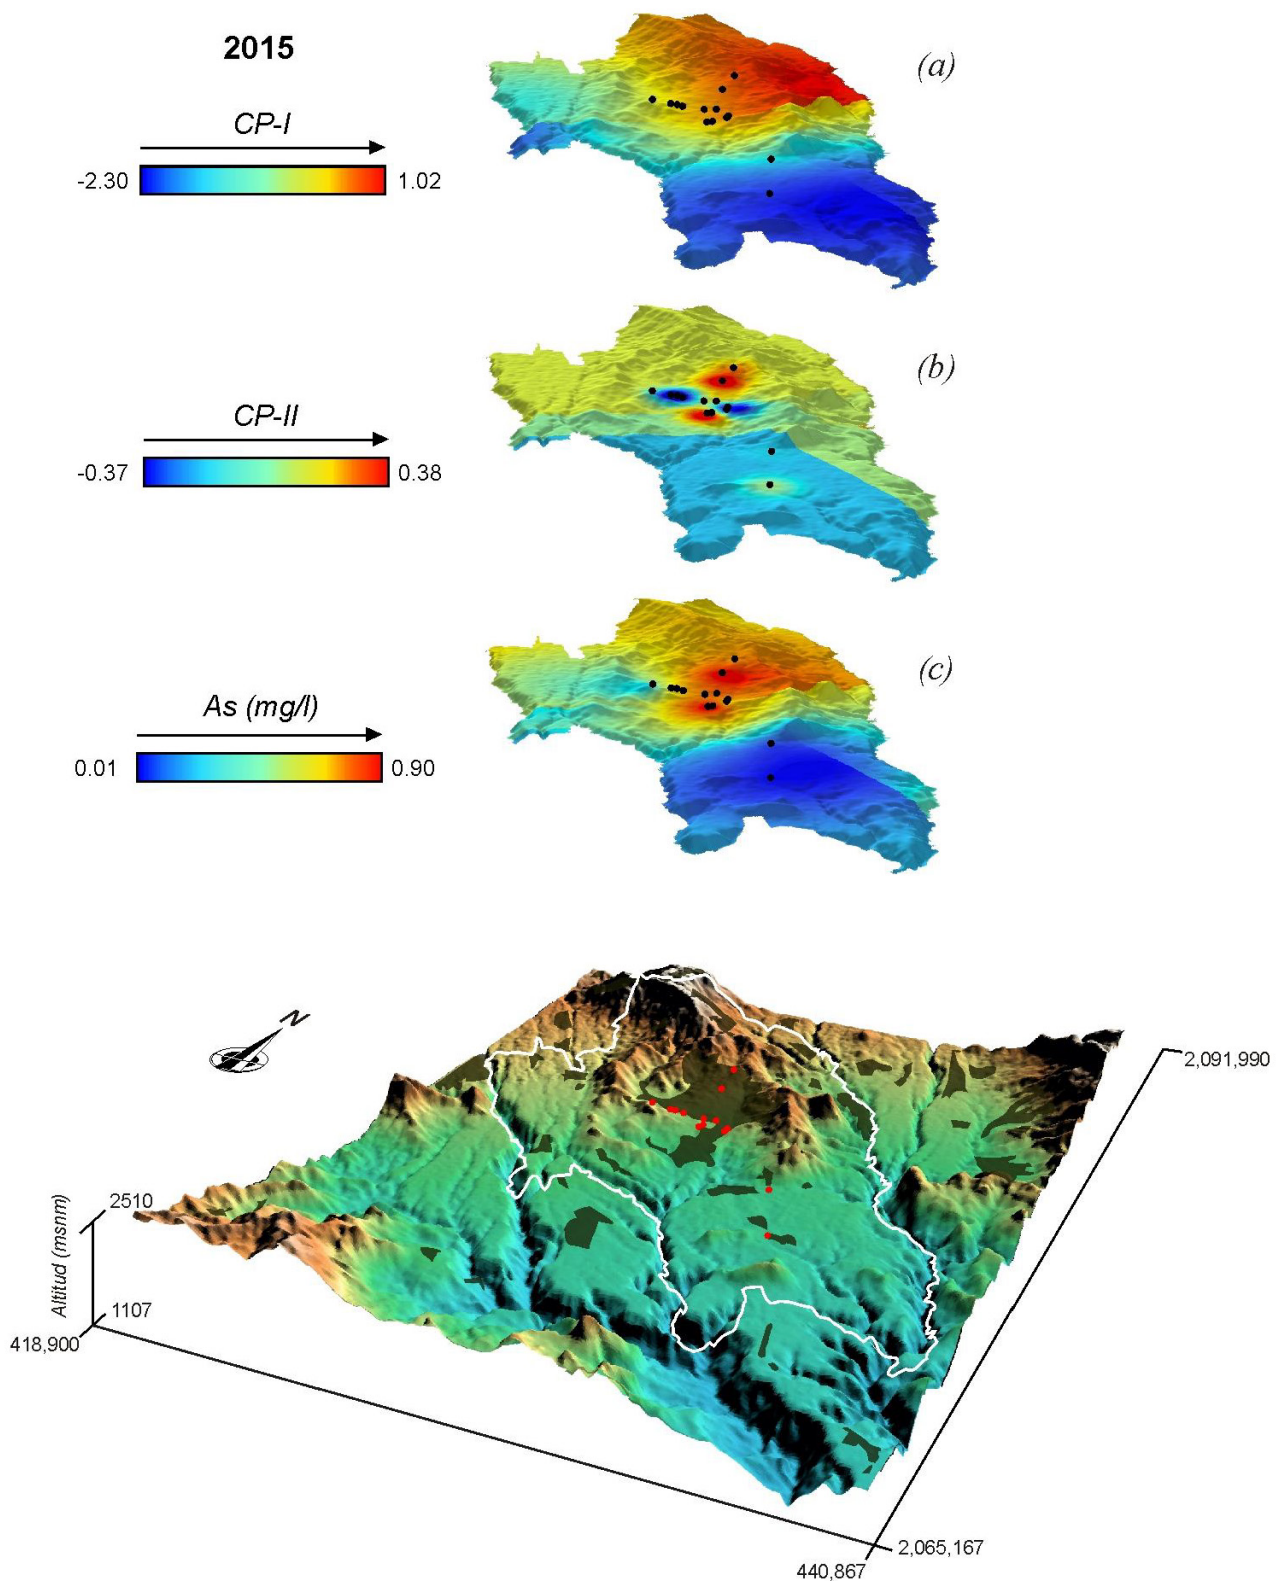 2015
(a)
CP-I
-2.30
1.02
(b)
CP-II
-0.37
0.38
(c)
As (mg/l)
0.01
0.90
N
2,091,990
Altitud (msnm)
2510
1107
418,900
2,065,167
440,867